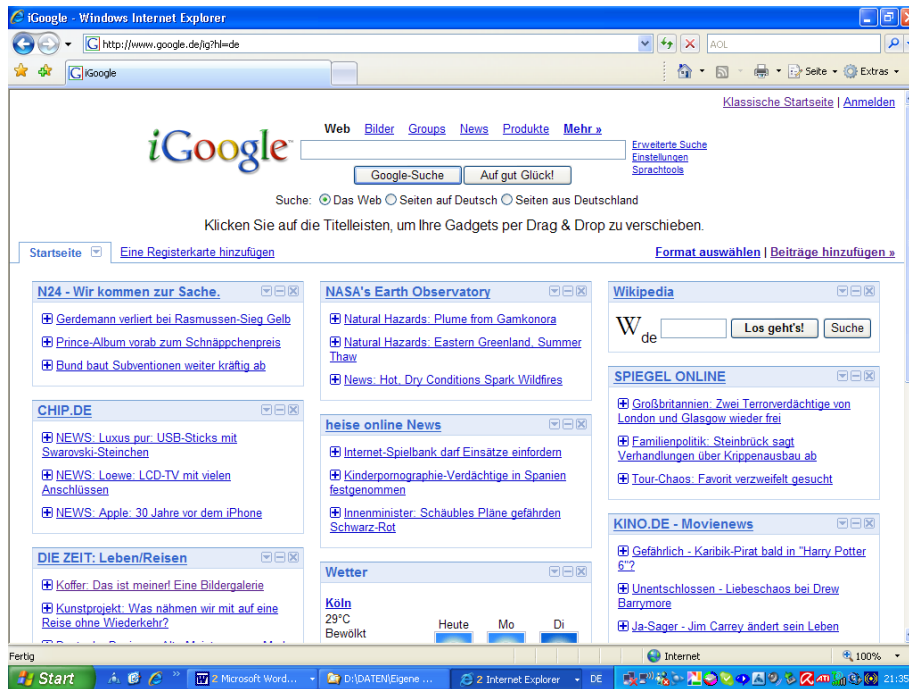 iGoogle - Windows Internet Explorer
http://www.google.de/ig?hl=de
AOL
iGoogle
Seite
Extras
Klassische Startseite | Anmelden
iGoogle™
Web Bilder Groups News Produkte Mehr »
Erweiterte Suche
Einstellungen
Sprachtools
Google-Suche Auf gut Glück!
Suche: Das Web Seiten auf Deutsch Seiten aus Deutschland
Klicken Sie auf die Titelleisten, um Ihre Gadgets per Drag & Drop zu verschieben.
Startseite Eine Registerkarte hinzufügen
Format auswählen | Beiträge hinzufügen »
N24 - Wir kommen zur Sache.
Gerdemann verliert bei Rasmussen-Sieg Gelb
Prince-Album vorab zum Schnäppchenpreis
Bund baut Subventionen weiter kräftig ab
CHIP.DE
NEWS: Luxus pur: USB-Sticks mit
Swarovski-Steinchen
NEWS: Loewe: LCD-TV mit vielen
Anschlüssen
NEWS: Apple: 30 Jahre vor dem iPhone
DIE ZEIT: Leben/Reisen
Koffer: Das ist meiner! Eine Bildergalerie
Kunstprojekt: Was nähmen wir mit auf eine
Reise ohne Wiederkehr?
NASA's Earth Observatory
Natural Hazards: Plume from Gamkonora
Natural Hazards: Eastern Greenland, Summer
Thaw
News: Hot, Dry Conditions Spark Wildfires
heise online News
Internet-Spielbank darf Einsätze einfordern
Kinderpornographie-Verdächtige in Spanien
festgenommen
Innenminister: Schäubles Pläne gefährden
Schwarz-Rot
Wetter
Köln
29°C
Bewölkt
Heute Mo Di
Wikipedia
W de Los geht's! Suche
SPIEGEL ONLINE
Großbritannien: Zwei Terrorverdächtige von
London und Glasgow wieder frei
Familienpolitik: Steinbrück sagt
Verhandlungen über Krippenausbau ab
Tour-Chaos: Favorit verzweifelt gesucht
KINO.DE - Movienews
Gefährlich - Karibik-Pirat bald in "Harry Potter
6"?
Unentschlossen - Liebeschaos bei Drew
Barrymore
Ja-Sager - Jim Carrey ändert sein Leben
Fertig
Internet
100%
Start
2 Microsoft Word...
D:\DATEN\Eigene ...
2 Internet Explorer
DE
21:35